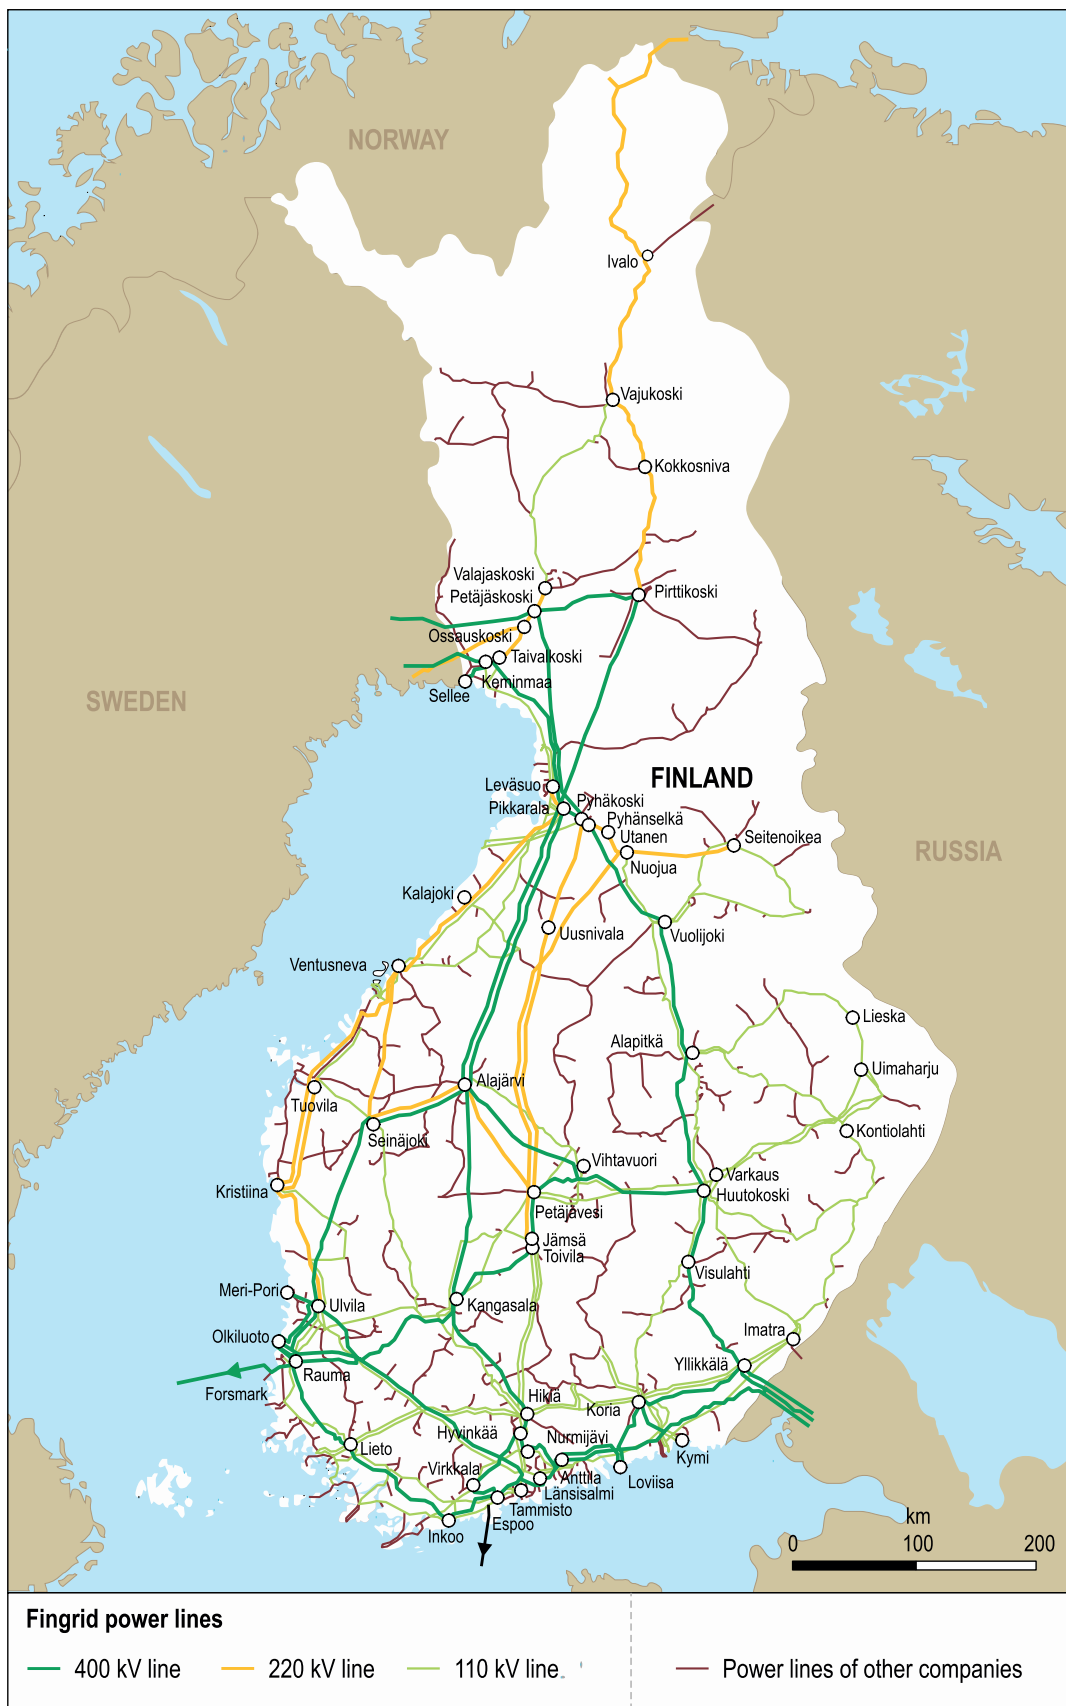 NORWAY
Ivalo
Vajukoski
Kokkosniva
Valajaskoski
Petäjäskoski
Pirttikoski
Ossauskoski
Taivalkoski
Keminmaa
Sellee
SWEDEN
FINLAND
Leväsuo
Pikkarala
Pyhäkoski
Pyhänselkä
Utanen
Seitenoikea
Nuojua
RUSSIA
Kalajoki
Uusnivala
Vuolijoki
Ventusneva
Lieska
Alapitkä
Uimaharju
Alajärvi
Tuovila
Seinäjoki
Kontiolahti
Vihtavuori
Varkaus
Kristiina
Huutokoski
Petäjävesi
Jämsä
Toivila
Visulahti
Meri-Pori
Ulvila
Kangasala
Imatra
Olkiluoto
Yllikkälä
Rauma
Forsmark
Hikiä
Koria
Hyvinkää
Nurmijävi
Lieto
Kymi
Virkkala
Anttila
Loviisa
Länsisalmi
Tammisto
Espoo
Inkoo
km
0 100 200
Fingrid power lines
400 kV line
220 kV line
110 kV line
Power lines of other companies